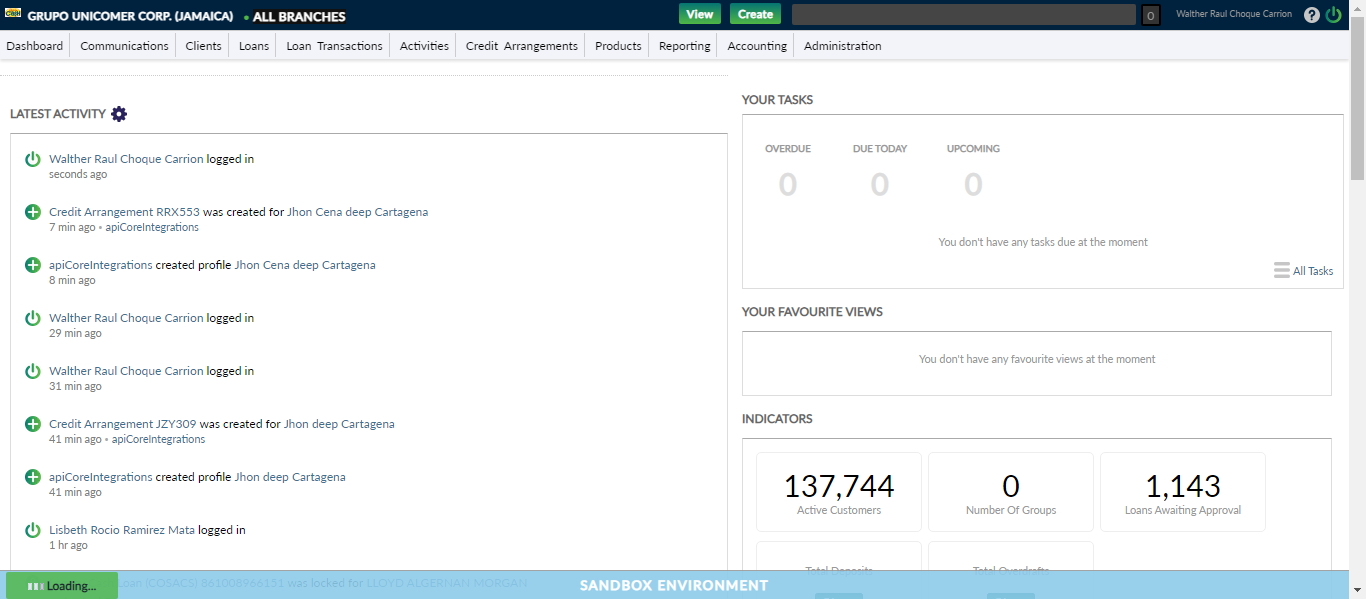 GRUPO UNICOMER CORP. (JAMAICA) • ALL BRANCHES View Create 0 Walther Raul Choque Carrion ?
Dashboard Communications Clients Loans Loan Transactions Activities Credit Arrangements Products Reporting Accounting Administration
LATEST ACTIVITY
Walther Raul Choque Carrion logged in
seconds ago
Credit Arrangement RRX553 was created for Jhon Cena deep Cartagena
7 min ago • apiCoreIntegrations
apiCoreIntegrations created profile Jhon Cena deep Cartagena
8 min ago
Walther Raul Choque Carrion logged in
29 min ago
Walther Raul Choque Carrion logged in
31 min ago
Credit Arrangement JZY309 was created for Jhon deep Cartagena
41 min ago • apiCoreIntegrations
apiCoreIntegrations created profile Jhon deep Cartagena
41 min ago
Lisbeth Rocio Ramirez Mata logged in
1 hr ago
Loan (COSACS) 861008966151 was locked for LLOYD ALGERNAN MORGAN
YOUR TASKS
OVERDUE DUE TODAY UPCOMING
0 0 0
You don't have any tasks due at the moment
All Tasks
YOUR FAVOURITE VIEWS
You don't have any favourite views at the moment
INDICATORS
137,744 0 1,143
Active Customers Number Of Groups Loans Awaiting Approval
Total Deposits Total Overdrafts
Loading... SANDBOX ENVIRONMENT